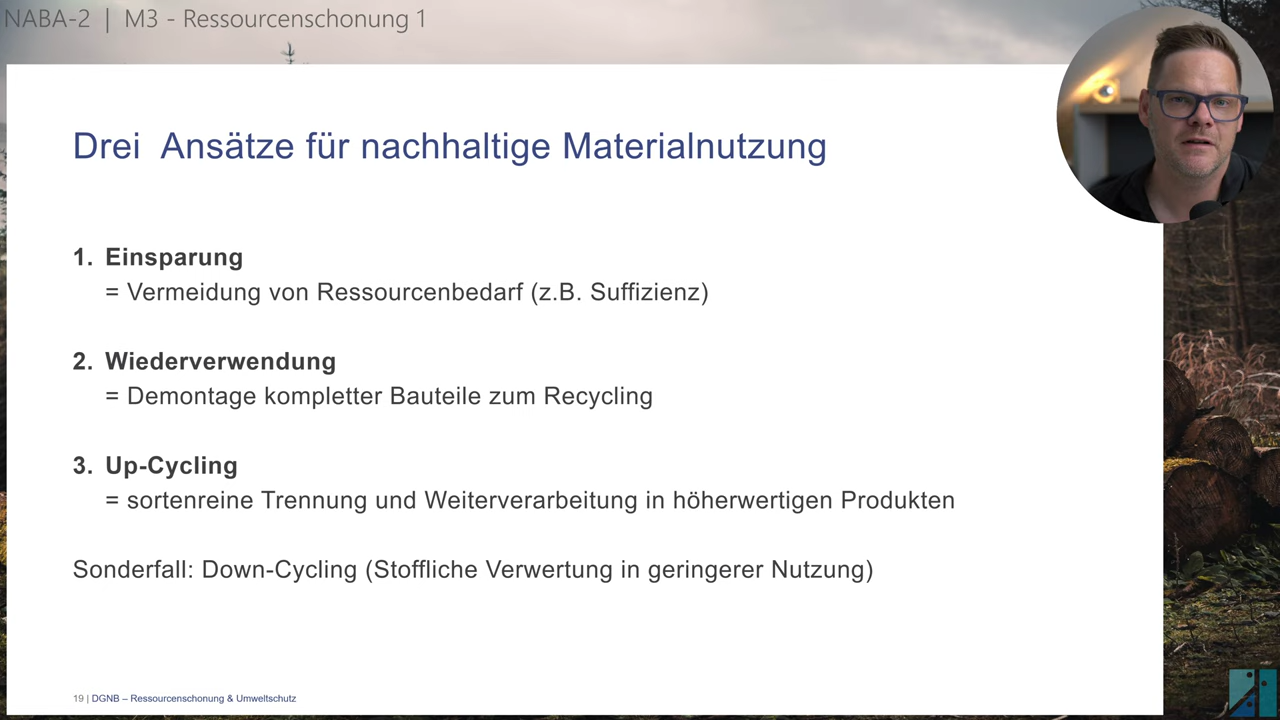 NABA-2 | M3 - Ressourcenschonung 1
Drei Ansätze für nachhaltige Materialnutzung
1. Einsparung
= Vermeidung von Ressourcenbedarf (z.B. Suffizienz)
2. Wiederverwendung
= Demontage kompletter Bauteile zum Recycling
3. Up-Cycling
= sortenreine Trennung und Weiterverarbeitung in höherwertigen Produkten
Sonderfall: Down-Cycling (Stoffliche Verwertung in geringerer Nutzung)
19 | DGNB – Ressourcenschonung & Umweltschutz